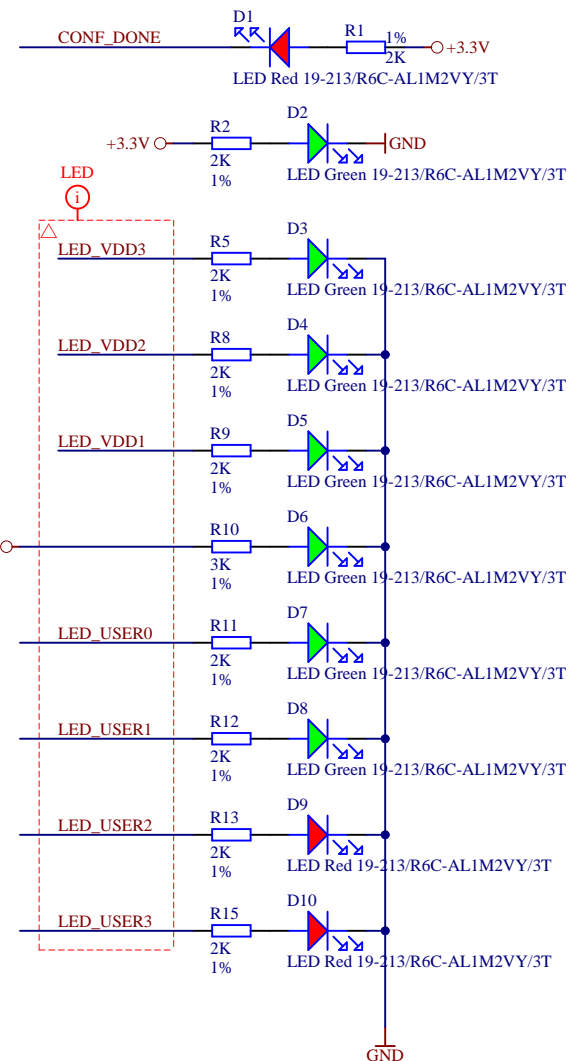 D1
CONF_DONE
R1
1%
+3.3V
2K
LED Red 19-213/R6C-AL1M2VY/3T
D2
R2
+3.3V
GND
2K
LED Green 19-213/R6C-AL1M2VY/3T
1%
LED
i
D3
LED_VDD3
R5
2K
LED Green 19-213/R6C-AL1M2VY/3T
1%
D4
LED_VDD2
R8
2K
LED Green 19-213/R6C-AL1M2VY/3T
1%
D5
LED_VDD1
R9
2K
LED Green 19-213/R6C-AL1M2VY/3T
1%
D6
R10
3K
LED Green 19-213/R6C-AL1M2VY/3T
1%
D7
LED_USER0
R11
2K
LED Green 19-213/R6C-AL1M2VY/3T
1%
D8
LED_USER1
R12
2K
LED Green 19-213/R6C-AL1M2VY/3T
1%
D9
LED_USER2
R13
2K
LED Red 19-213/R6C-AL1M2VY/3T
1%
D10
LED_USER3
R15
2K
LED Red 19-213/R6C-AL1M2VY/3T
1%
GND